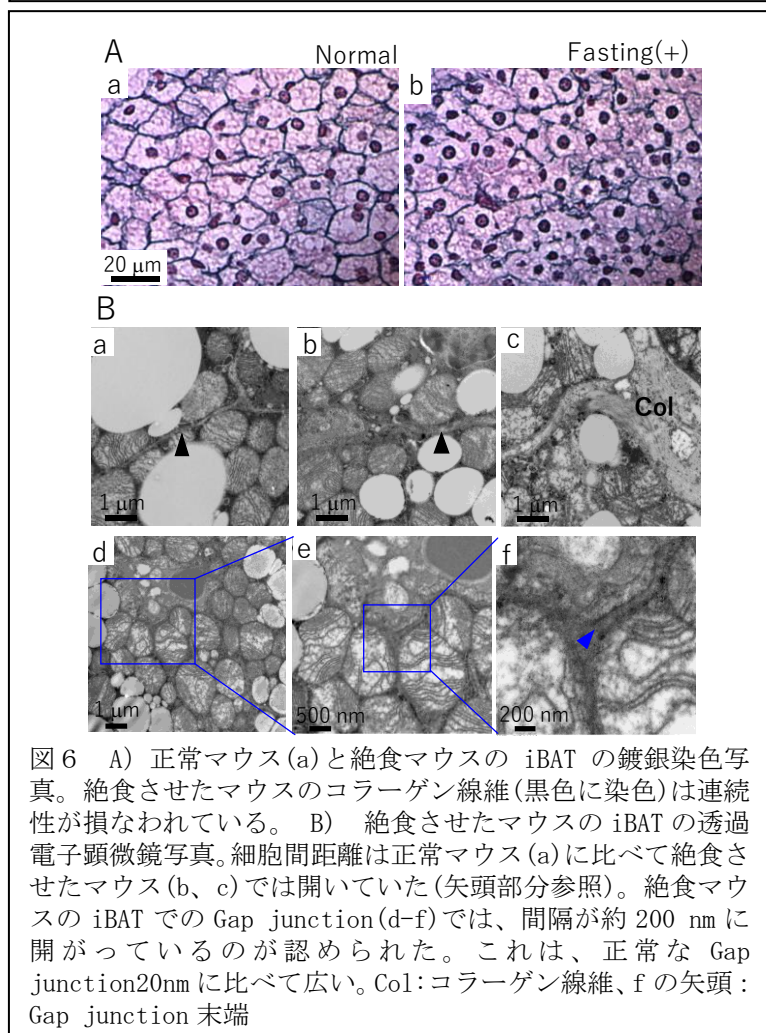 A
Normal
Fasting(+)
a
b
20 μm
B
a
b
c
Col
1 μm
1 μm
1 μm
d
e
f
1 μm
500 nm
200 nm
図6 A) 正常マウス(a)と絶食マウスの iBAT の鍍銀染色写
真。絶食させたマウスのコラーゲン線維(黒色に染色)は連続
性が損なわれている。 B) 絶食させたマウスの iBAT の透過
電子顕微鏡写真。細胞間距離は正常マウス(a)に比べて絶食さ
せたマウス(b、c)では開いていた(矢頭部分参照)。絶食マウ
スの iBAT での Gap junction(d-f)では、間隔が約 200 nm に
開がっているのが認められた。これは、正常な Gap
junction20nm に比べて広い。Col:コラーゲン線維、f の矢頭:
Gap junction 末端